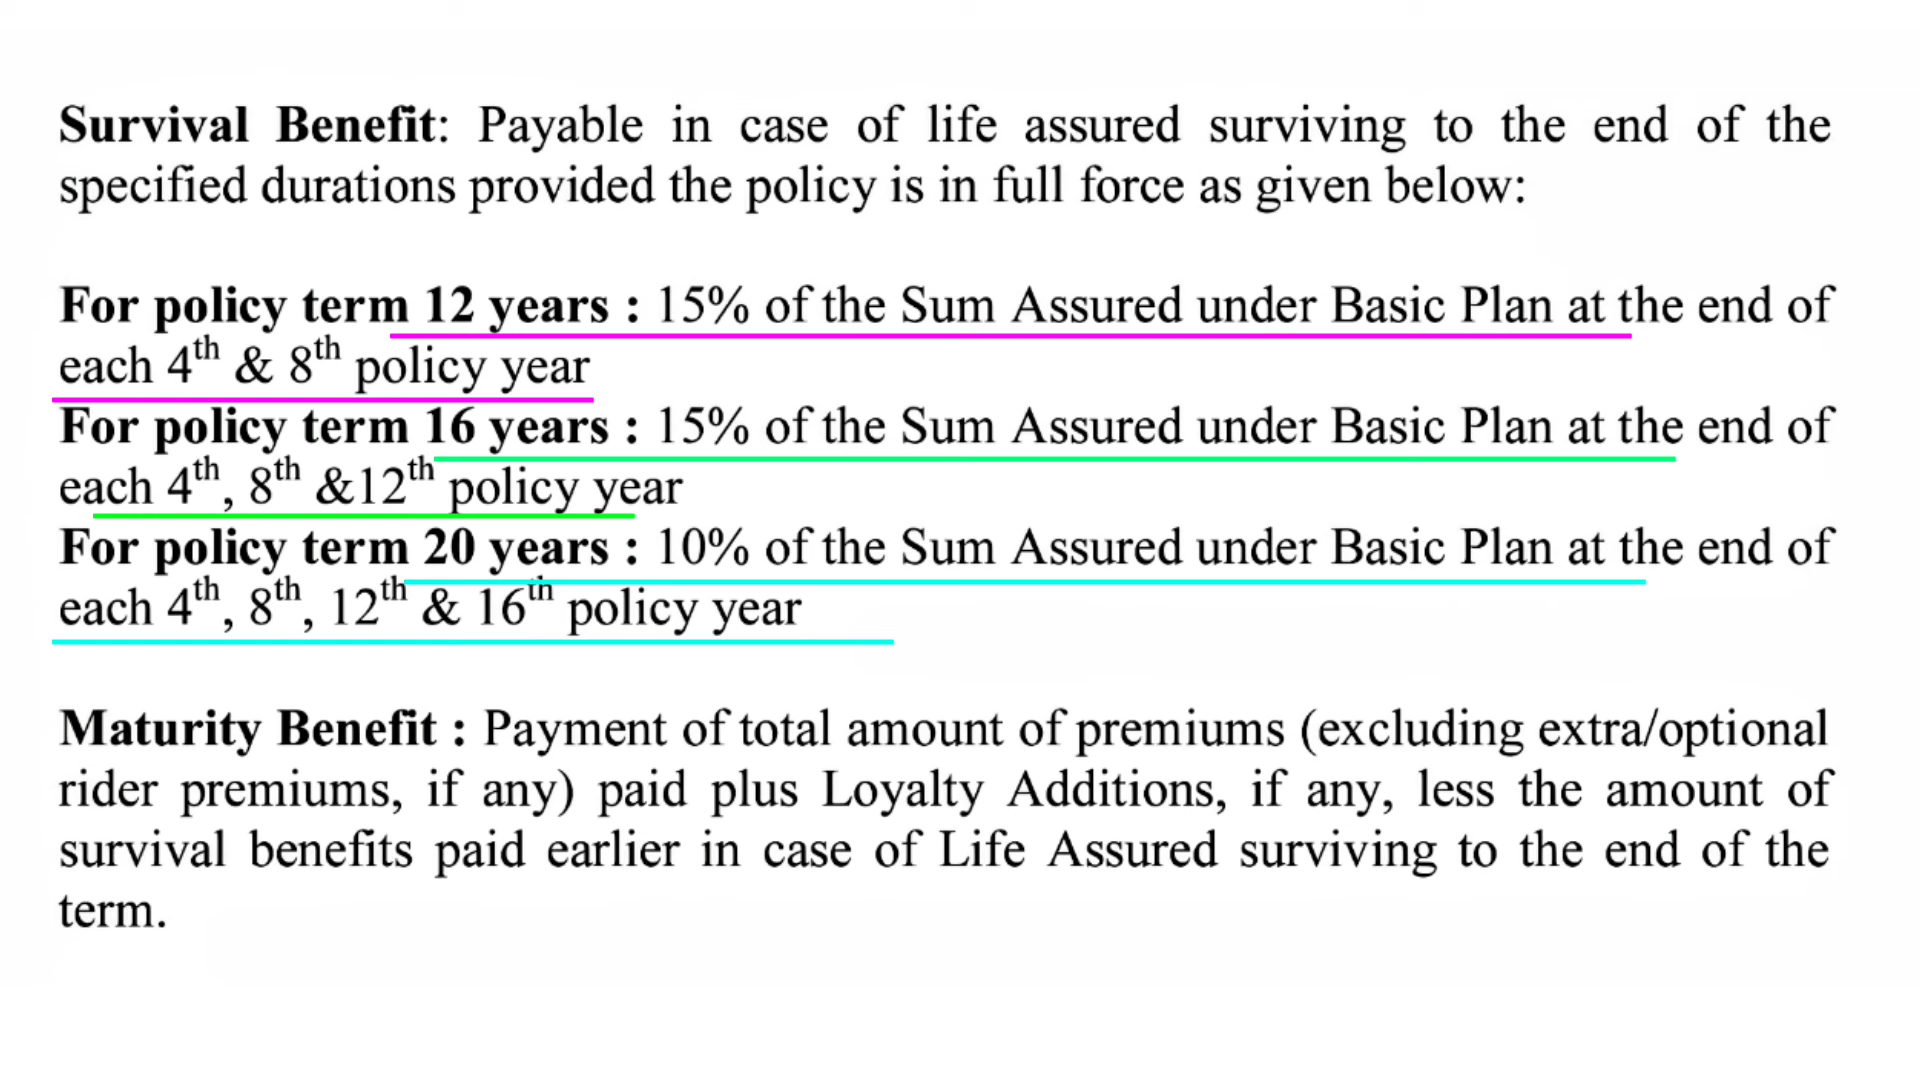 Survival Benefit: Payable in case of life assured surviving to the end of the
specified durations provided the policy is in full force as given below:
For policy term 12 years : 15% of the Sum Assured under Basic Plan at the end of
each 4th & 8th policy year
For policy term 16 years : 15% of the Sum Assured under Basic Plan at the end of
each 4th, 8th &12th policy year
For policy term 20 years : 10% of the Sum Assured under Basic Plan at the end of
each 4th, 8th, 12th & 16th policy year
Maturity Benefit : Payment of total amount of premiums (excluding extra/optional
rider premiums, if any) paid plus Loyalty Additions, if any, less the amount of
survival benefits paid earlier in case of Life Assured surviving to the end of the
term.